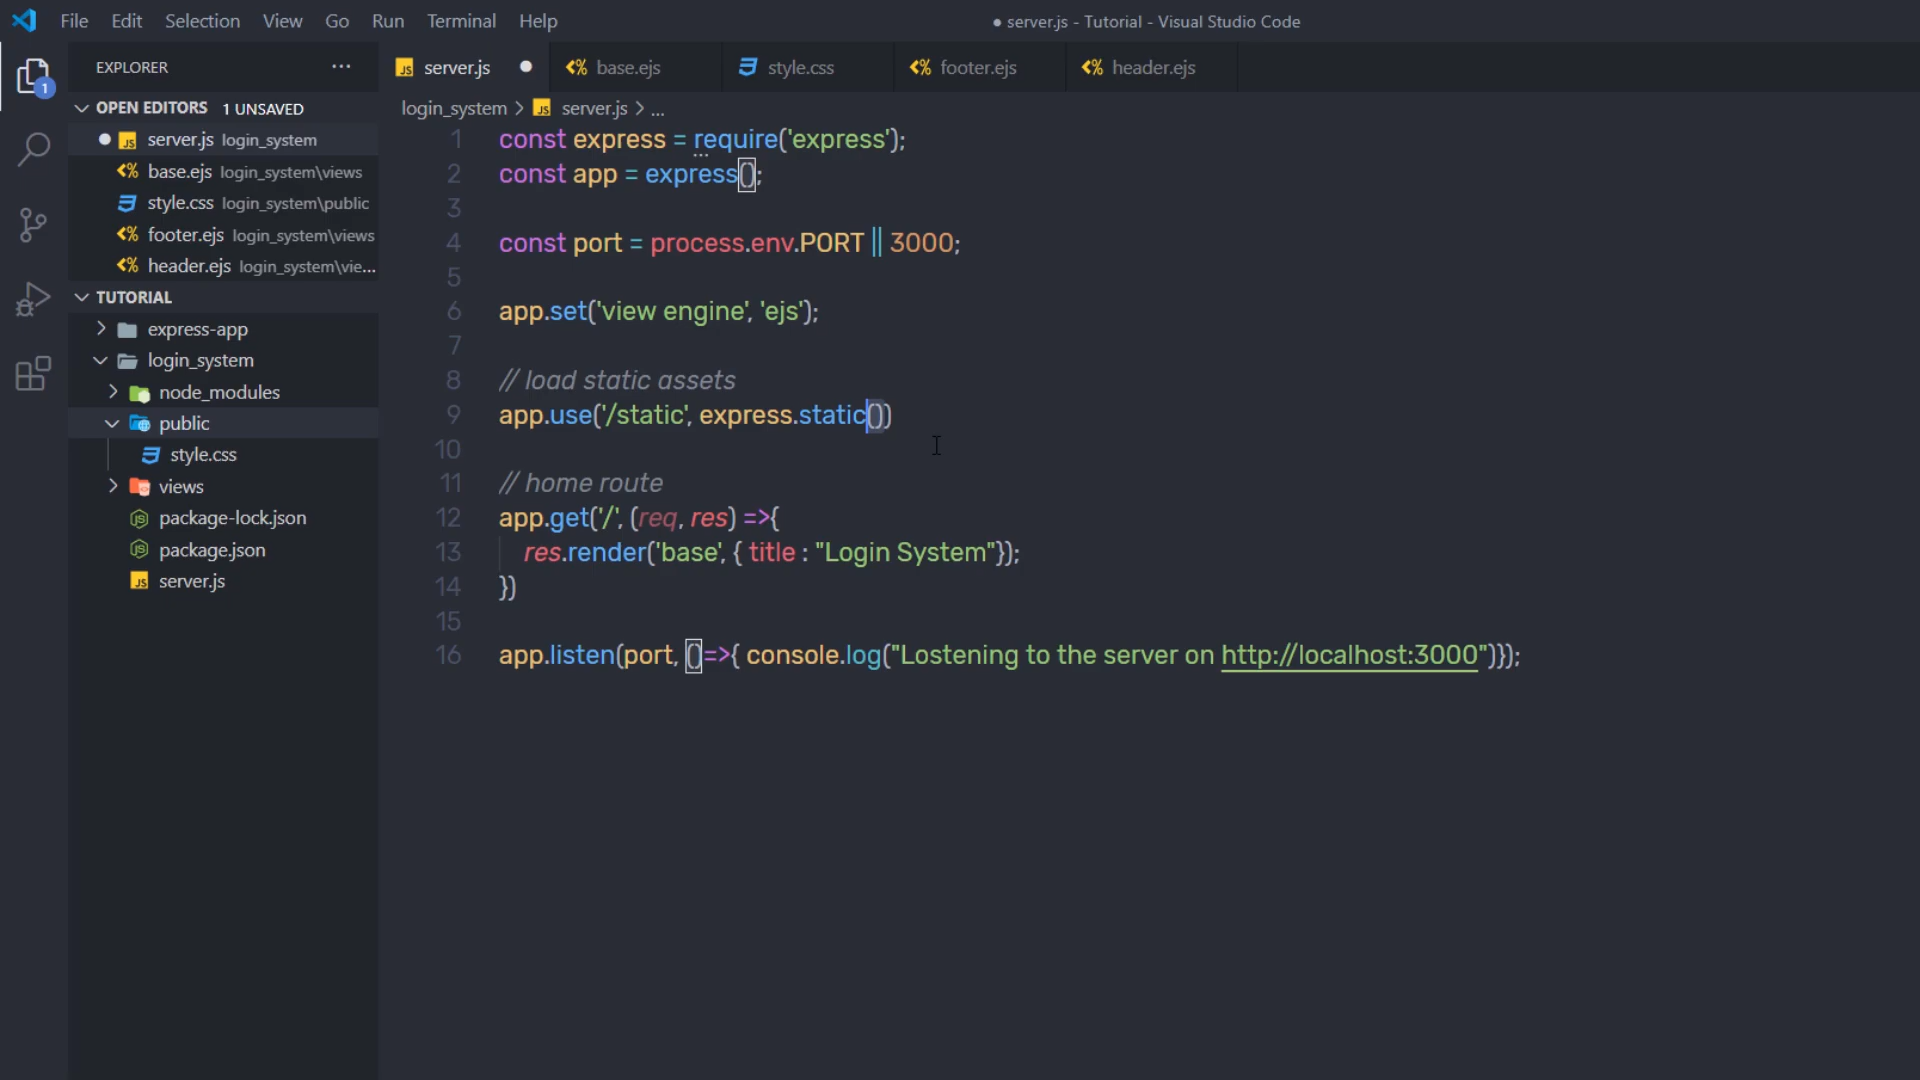 File Edit Selection View Go Run Terminal Help ● server.js - Tutorial - Visual Studio Code
EXPLORER ···
server.js base.ejs style.css footer.ejs header.ejs
OPEN EDITORS 1 UNSAVED
server.js login_system
base.ejs login_system\views
style.css login_system\public
footer.ejs login_system\views
header.ejs login_system\vie...
TUTORIAL
express-app
login_system
node_modules
public
style.css
views
package-lock.json
package.json
server.js
1
login_system > server.js > ...
1 const express = require('express');
2 const app = express();
3
4 const port = process.env.PORT || 3000;
5
6 app.set('view engine', 'ejs');
7
8 // load static assets
9 app.use('/static', express.static())
10
11 // home route
12 app.get('/', (req, res) =>{
13 res.render('base', { title : "Login System"});
14 })
15
16 app.listen(port, ()=>{ console.log("Lostening to the server on http://localhost:3000")});